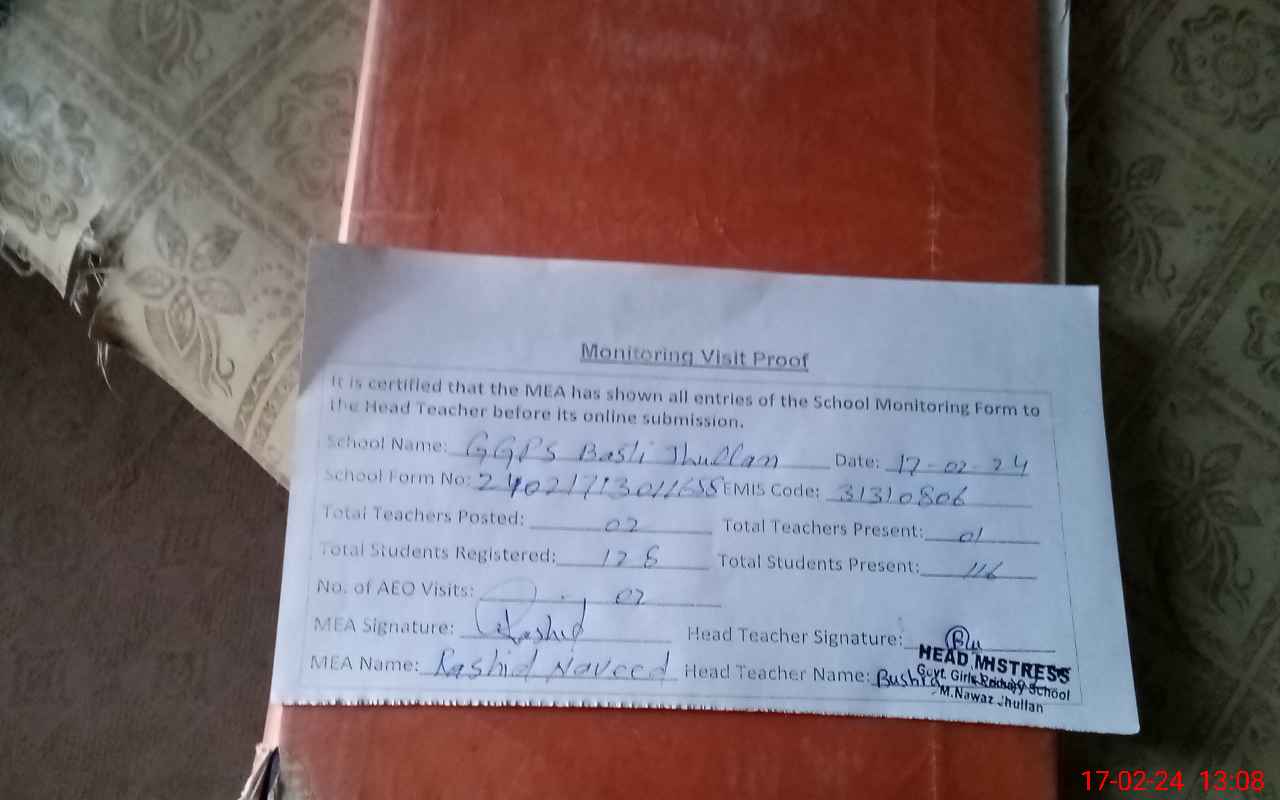 Monitoring Visit Proof
It is certified that the MEA has shown all entries of the School Monitoring Form to
the Head Teacher before its online submission.
School Name: GGPS Basti Jhullan Date: 17-02-24
School Form No: EMIS Code: 31310806
Total Teachers Posted: 02 Total Teachers Present: 01
Total Students Registered: 128 Total Students Present: 116
No. of AEO Visits: 02
MEA Signature: Rashid Head Teacher Signature:
MEA Name: Rashid Naveed Head Teacher Name: Bushra
HEAD MISTRESS
Govt. Girls Primary School
M.Nawaz Jhullan
17-02-24 13:08